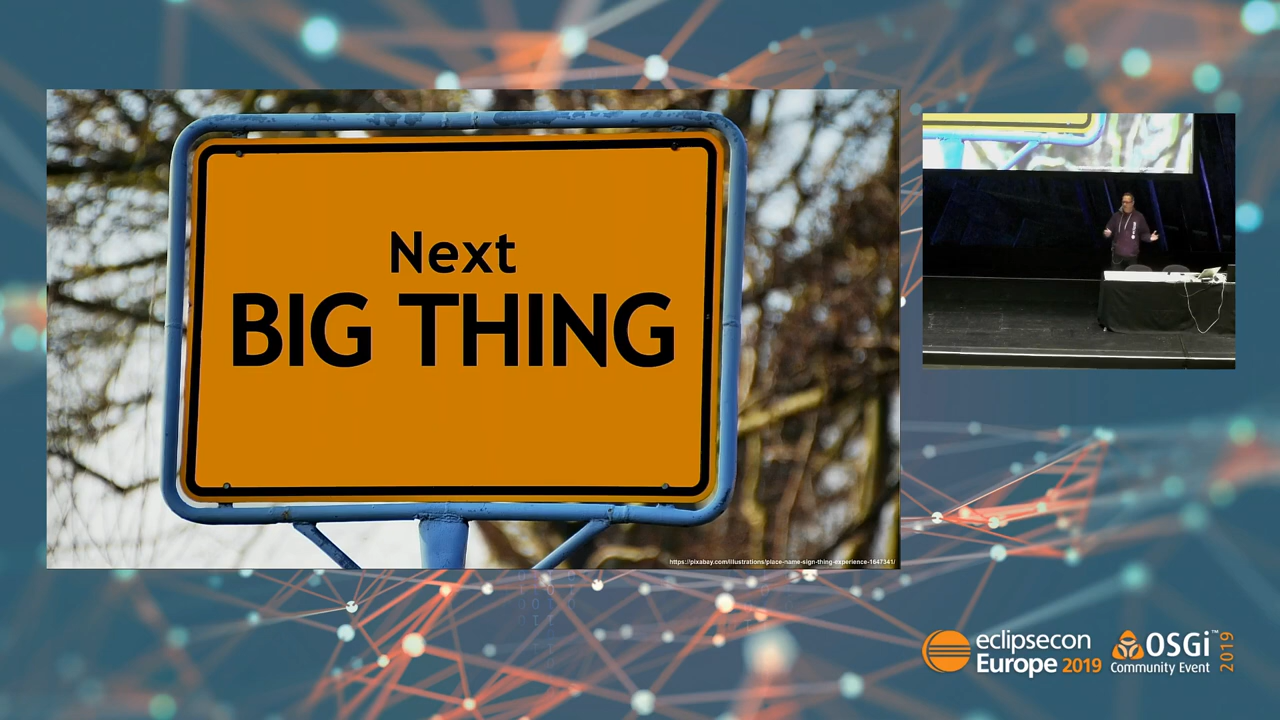 Next
BIG THING
https://pixabay.com/illustrations/place-name-sign-thing-experience-1647341/
eclipsecon
Europe 2019
OSGi™
Community Event
2019